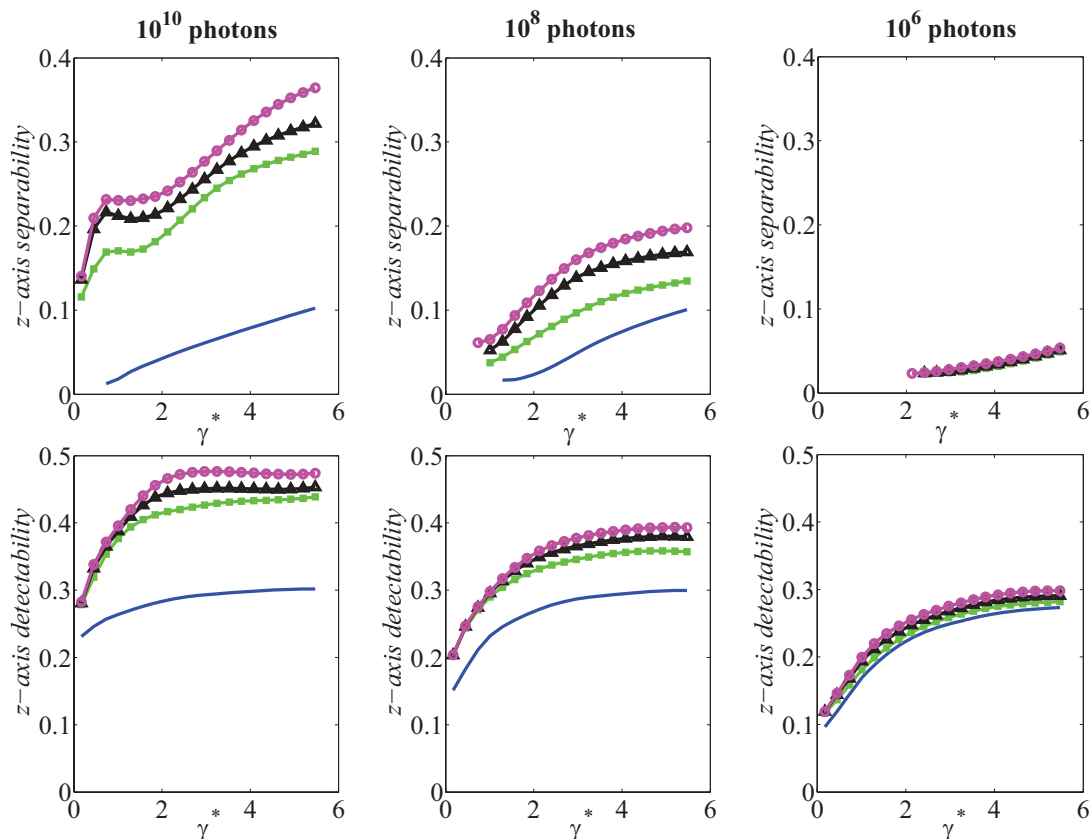 10^10 photons
10^8 photons
10^6 photons
z−axis separability
0.4
0.3
0.2
0.1
0
0 2 4 6
γ*
z−axis separability
0.4
0.3
0.2
0.1
0
0 2 4 6
γ*
z−axis separability
0.4
0.3
0.2
0.1
0
0 2 4 6
γ*
z−axis detectability
0.5
0.4
0.3
0.2
0.1
0
0 2 4 6
γ*
z−axis detectability
0.5
0.4
0.3
0.2
0.1
0
0 2 4 6
γ*
z−axis detectability
0.5
0.4
0.3
0.2
0.1
0
0 2 4 6
γ*